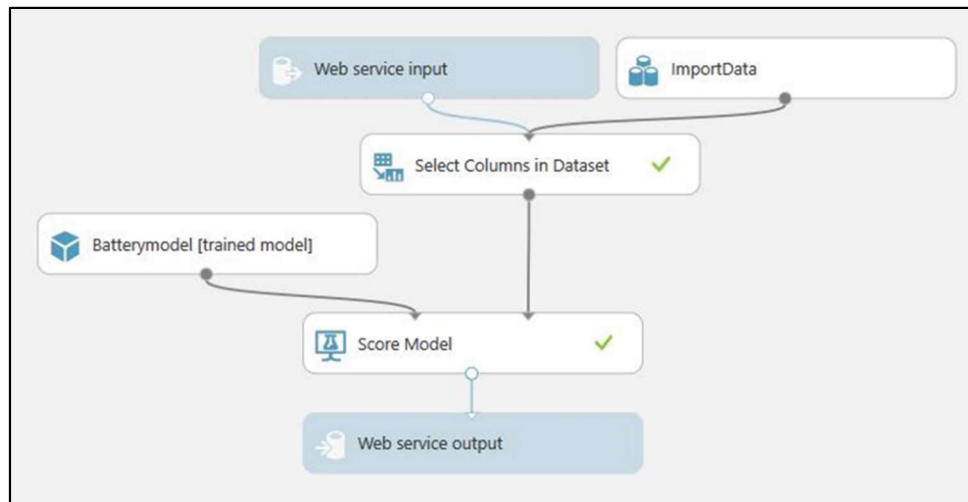 Web service input
ImportData
Select Columns in Dataset
Batterymodel [trained model]
Score Model
Web service output